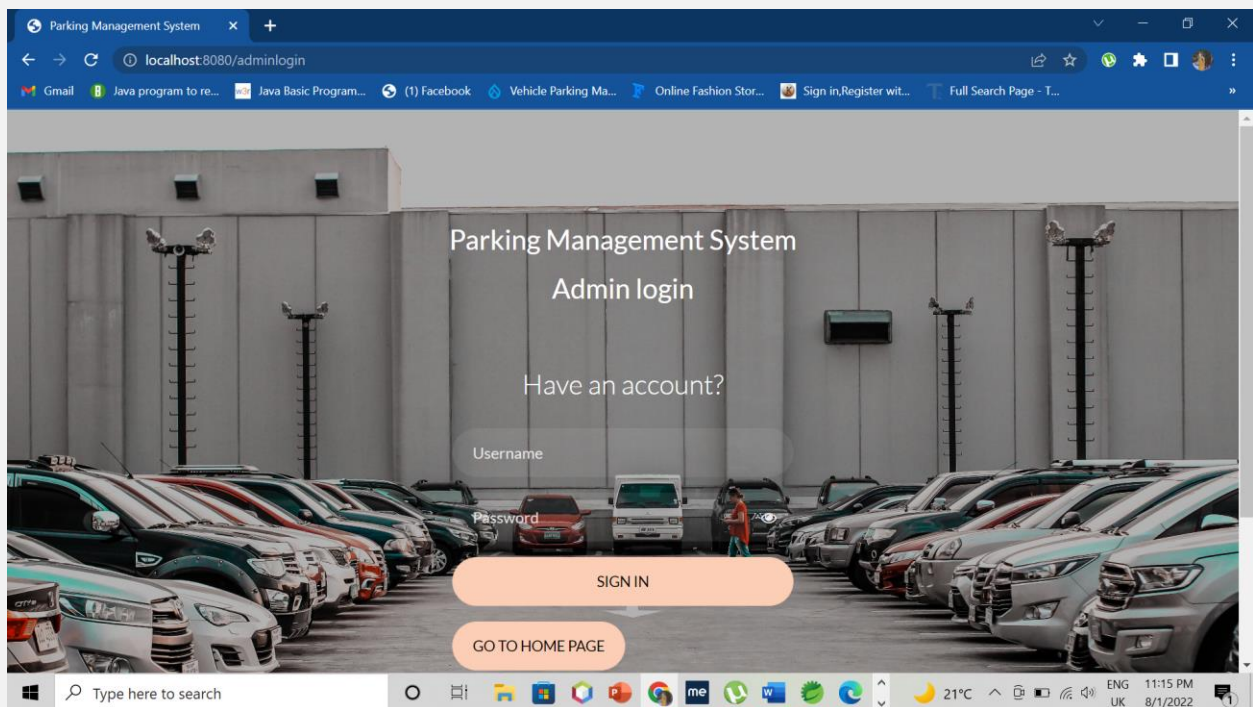 Parking Management System
localhost:8080/adminlogin
Gmail Java program to re... w3r Java Basic Program... (1) Facebook Vehicle Parking Ma... Online Fashion Stor... Sign in,Register wit... Full Search Page - T... »
Parking Management System
Admin login
Have an account?
Username
Password
SIGN IN
GO TO HOME PAGE
Type here to search
me
21°C
ENG
UK
11:15 PM
8/1/2022
1